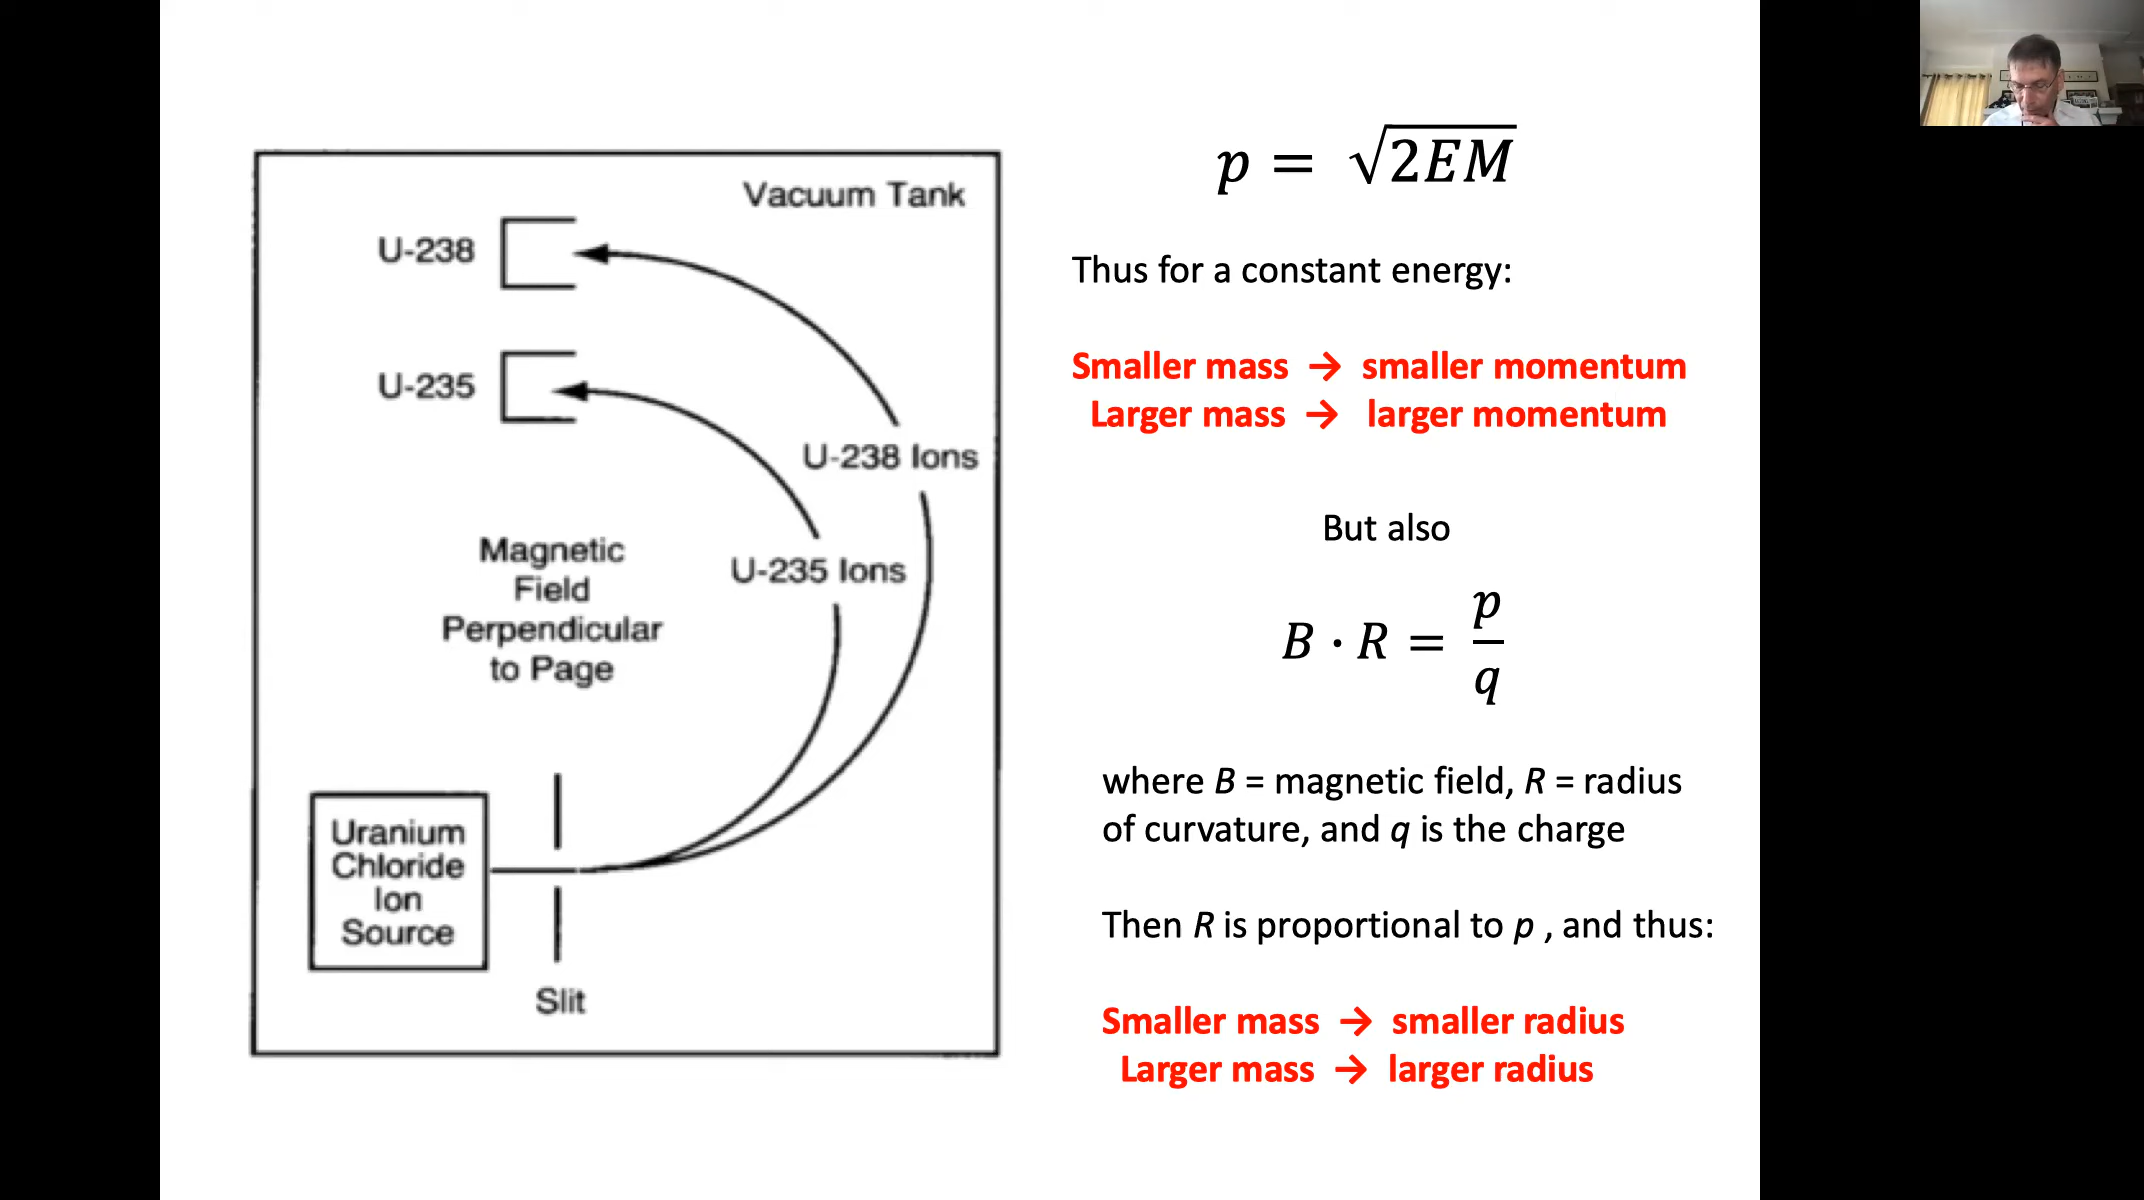 Vacuum Tank
U-238
U-235
U-238 Ions
U-235 Ions
Magnetic
Field
Perpendicular
to Page
Uranium
Chloride
Ion
Source
Slit
p = √2EM
Thus for a constant energy:
Smaller mass → smaller momentum
Larger mass → larger momentum
But also
B · R = p/q
where B = magnetic field, R = radius
of curvature, and q is the charge
Then R is proportional to p , and thus:
Smaller mass → smaller radius
Larger mass → larger radius